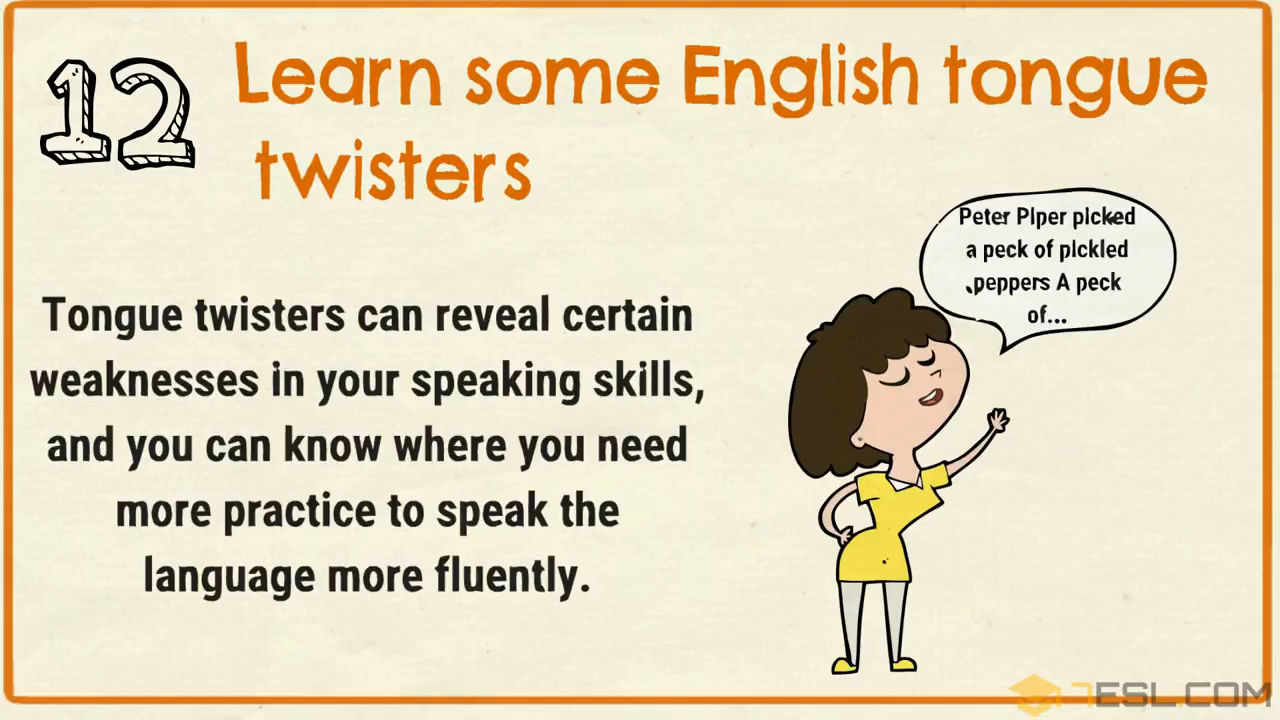 12
Learn some English tongue
twisters
Peter Piper picked
a peck of pickled
peppers A peck
of...
Tongue twisters can reveal certain
weaknesses in your speaking skills,
and you can know where you need
more practice to speak the
language more fluently.
7ESL.COM